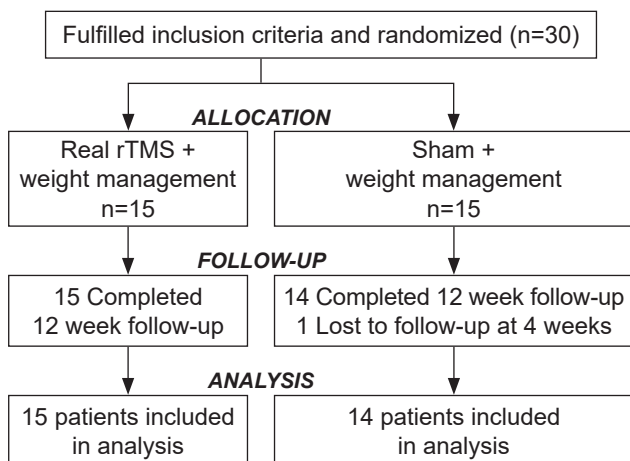 Fulfilled inclusion criteria and randomized (n=30)
ALLOCATION
Real rTMS +
weight management
n=15
Sham +
weight management
n=15
FOLLOW-UP
15 Completed
12 week follow-up
14 Completed 12 week follow-up
1 Lost to follow-up at 4 weeks
ANALYSIS
15 patients included
in analysis
14 patients included
in analysis